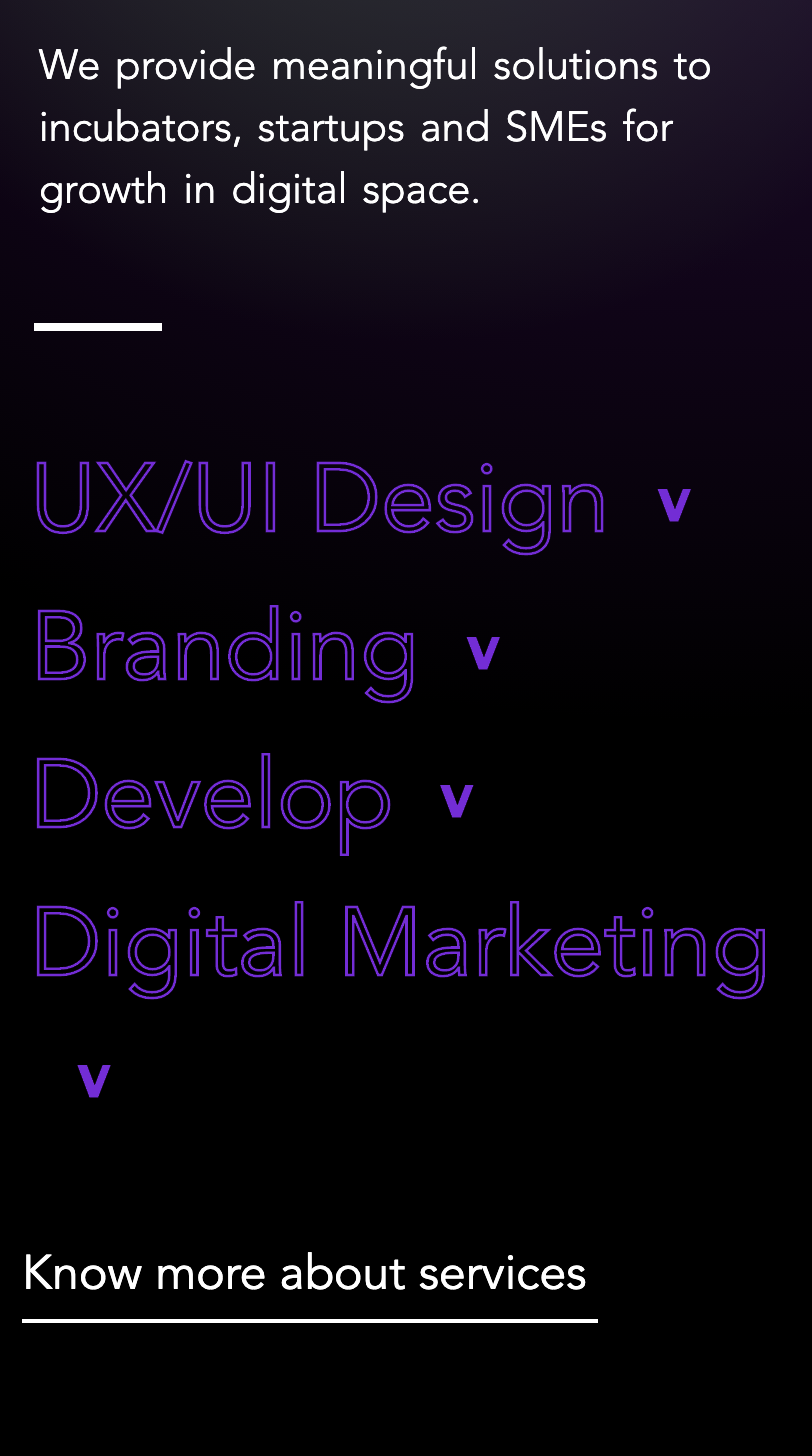 We provide meaningful solutions to
incubators, startups and SMEs for
growth in digital space.
UX/UI Design v
Branding v
Develop v
Digital Marketing
v
Know more about services